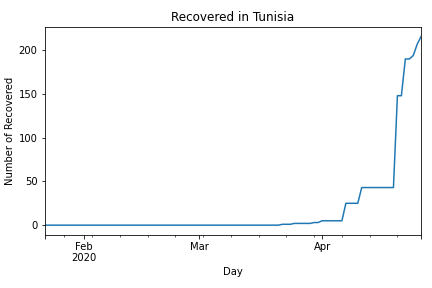 Recovered in Tunisia
Number of Recovered
200
150
100
50
0
Feb
2020
Mar
Apr
Day